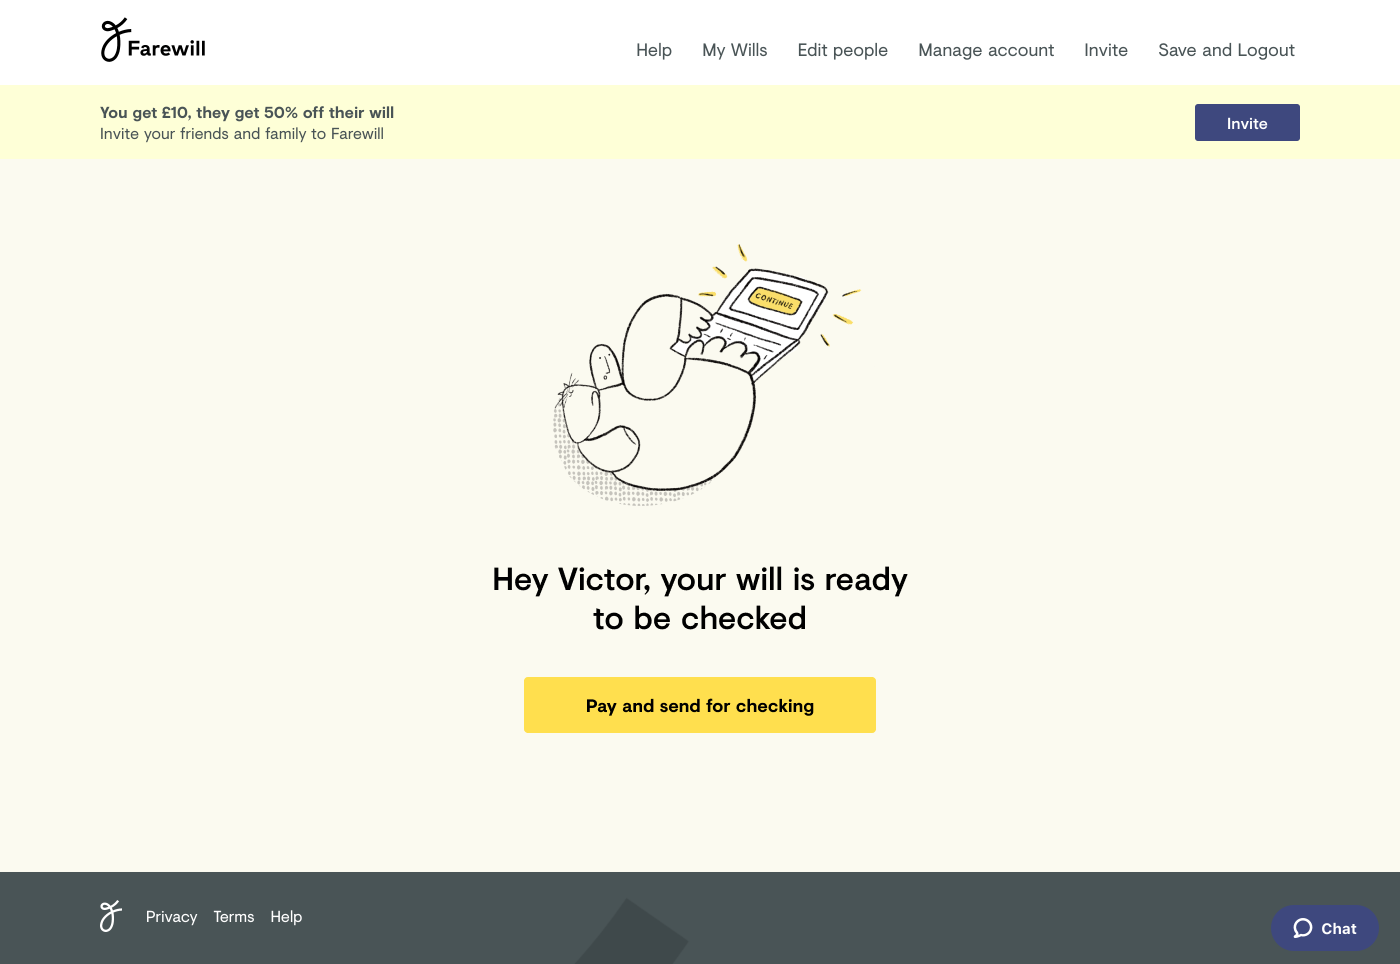 Farewill
Help My Wills Edit people Manage account Invite Save and Logout
You get £10, they get 50% off their will
Invite your friends and family to Farewill
Invite
CONTINUE
Hey Victor, your will is ready
to be checked
Pay and send for checking
Privacy Terms Help
Chat